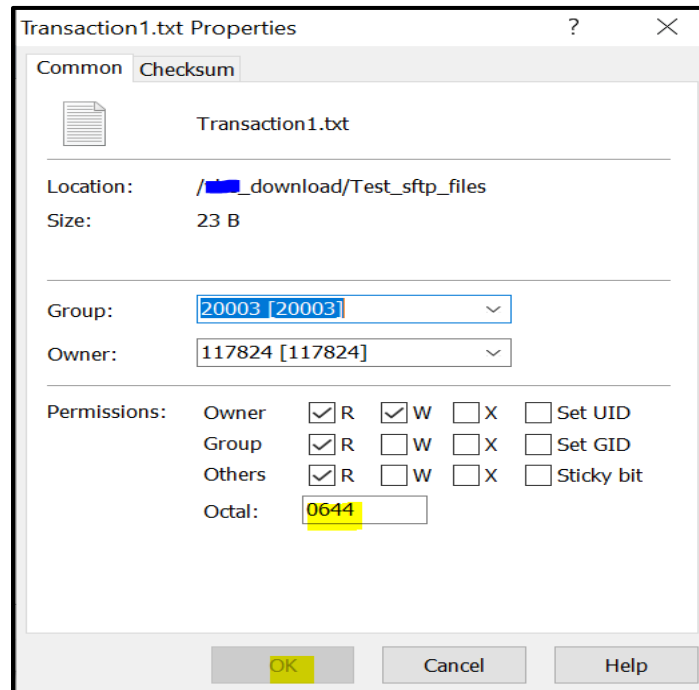 Transaction1.txt Properties ?
Common Checksum
Transaction1.txt
Location: / _download/Test_sftp_files
Size: 23 B
Group: 20003 [20003]
Owner: 117824 [117824]
Permissions: Owner R W X Set UID
Group R W X Set GID
Others R W X Sticky bit
Octal: 0644
OK Cancel Help